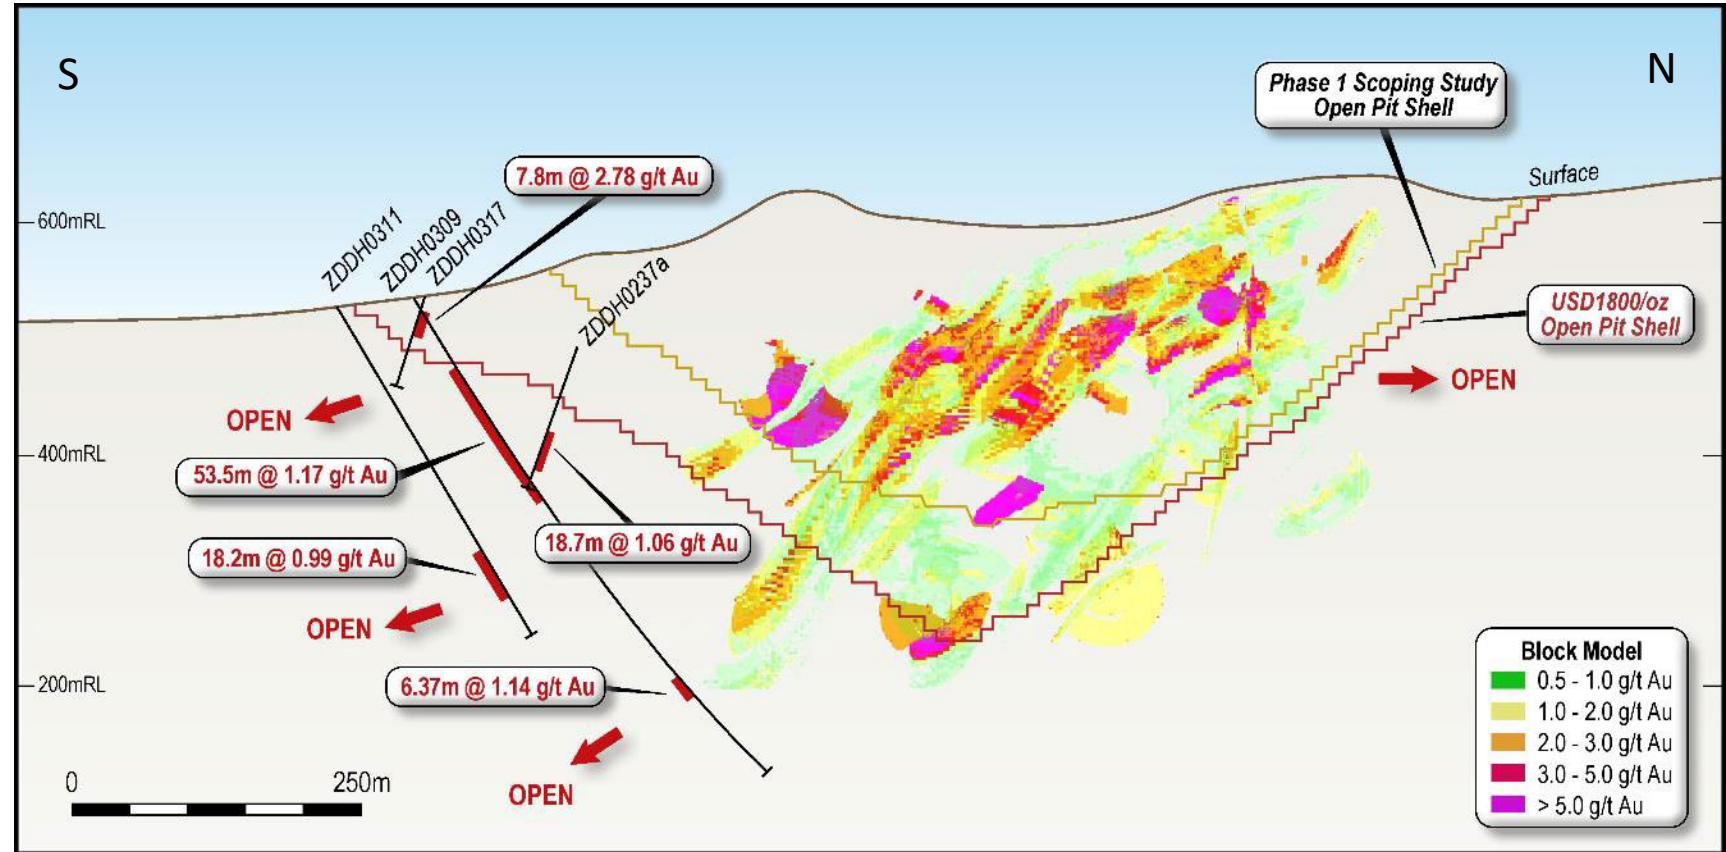 S
N
Phase 1 Scoping Study
Open Pit Shell
7.8m @ 2.78 g/t Au
Surface
600mRL
ZDDH0311
ZDDH0309
ZDDH0317
ZDDH0237a
USD1800/oz
Open Pit Shell
OPEN
OPEN
400mRL
53.5m @ 1.17 g/t Au
18.7m @ 1.06 g/t Au
18.2m @ 0.99 g/t Au
OPEN
200mRL
6.37m @ 1.14 g/t Au
OPEN
0
250m
Block Model
0.5 - 1.0 g/t Au
1.0 - 2.0 g/t Au
2.0 - 3.0 g/t Au
3.0 - 5.0 g/t Au
> 5.0 g/t Au